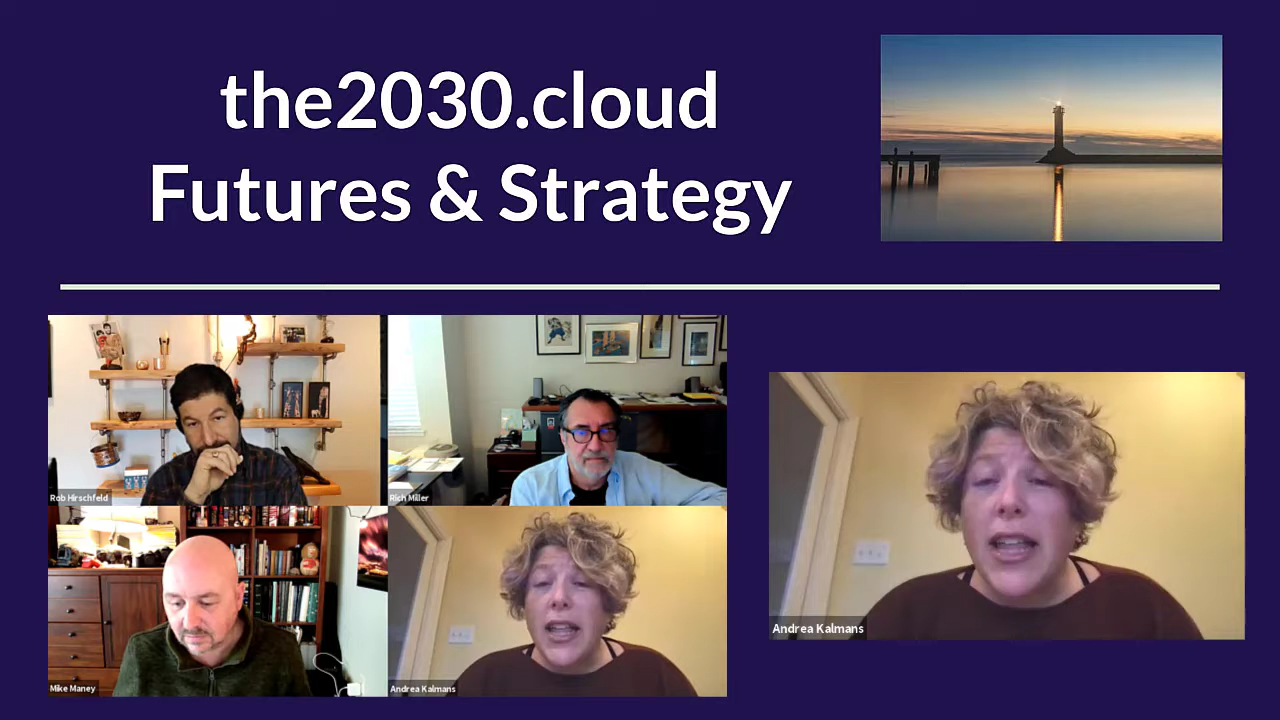 the2030.cloud
Futures & Strategy
Rob Hirschfeld
Rich Miller
Mike Maney
Andrea Kalmans
Andrea Kalmans